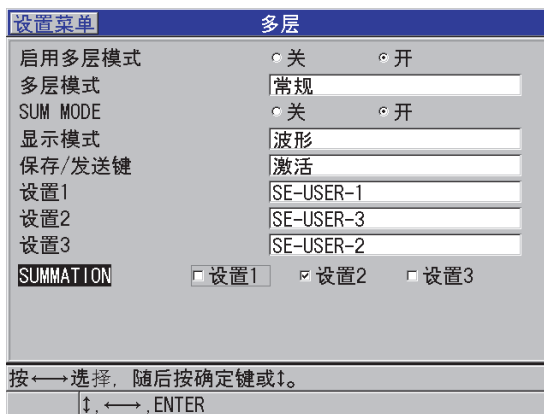 设置菜单 多层
启用多层模式 关 开
多层模式 常规
SUM MODE 关 开
显示模式 波形
保存/发送键 激活
设置1 SE-USER-1
设置2 SE-USER-3
设置3 SE-USER-2
SUMMATION 设置1 设置2 设置3
按←→选择, 随后按确定键或↕。
↕,←→,ENTER